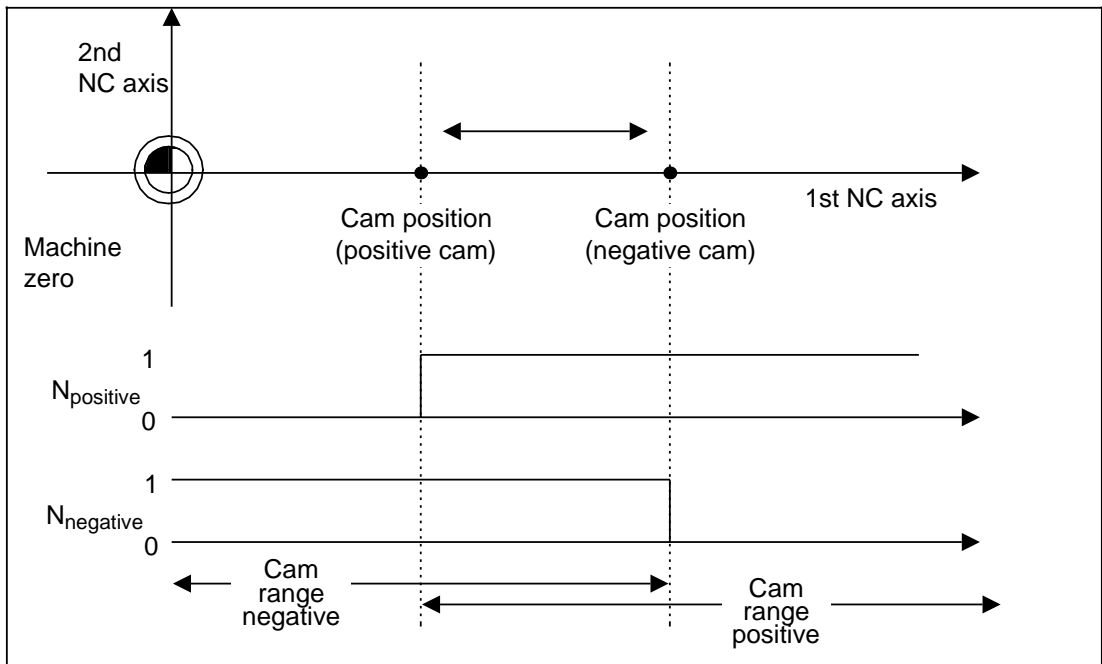 2nd
NC axis
1st NC axis
Machine
zero
Cam position
(positive cam)
Cam position
(negative cam)
1
Npositive
0
1
Nnegative
0
Cam
range
negative
Cam
range
positive